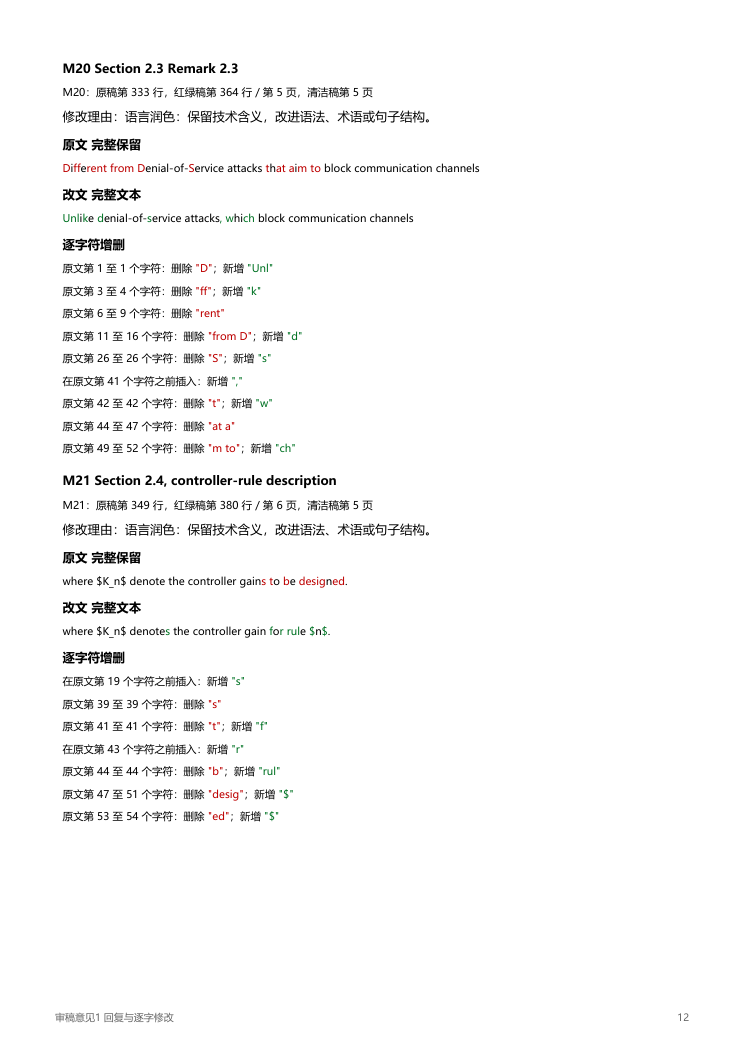 M20 Section 2.3 Remark 2.3
M20：原稿第 333 行，红绿稿第 364 行 / 第 5 页，清洁稿第 5 页
修改理由：语言润色：保留技术含义，改进语法、术语或句子结构。
原文 完整保留
Different from Denial-of-Service attacks that aim to block communication channels
改文 完整文本
Unlike denial-of-service attacks, which block communication channels
逐字符增删
原文第 1 至 1 个字符：删除 "D"；新增 "Unl"
原文第 3 至 4 个字符：删除 "ff"；新增 "k"
原文第 6 至 9 个字符：删除 "rent"
原文第 11 至 16 个字符：删除 "from D"；新增 "d"
原文第 26 至 26 个字符：删除 "S"；新增 "s"
在原文第 41 个字符之前插入：新增 ","
原文第 42 至 42 个字符：删除 "t"；新增 "w"
原文第 44 至 47 个字符：删除 "at a"
原文第 49 至 52 个字符：删除 "m to"；新增 "ch"
M21 Section 2.4, controller-rule description
M21：原稿第 349 行，红绿稿第 380 行 / 第 6 页，清洁稿第 5 页
修改理由：语言润色：保留技术含义，改进语法、术语或句子结构。
原文 完整保留
where $K_n$ denote the controller gains to be designed.
改文 完整文本
where $K_n$ denotes the controller gain for rule $n$.
逐字符增删
在原文第 19 个字符之前插入：新增 "s"
原文第 39 至 39 个字符：删除 "s"
原文第 41 至 41 个字符：删除 "t"；新增 "f"
在原文第 43 个字符之前插入：新增 "r"
原文第 44 至 44 个字符：删除 "b"；新增 "rul"
原文第 47 至 51 个字符：删除 "desig"；新增 "$"
原文第 53 至 54 个字符：删除 "ed"；新增 "$"
审稿意见1 回复与逐字修改
12